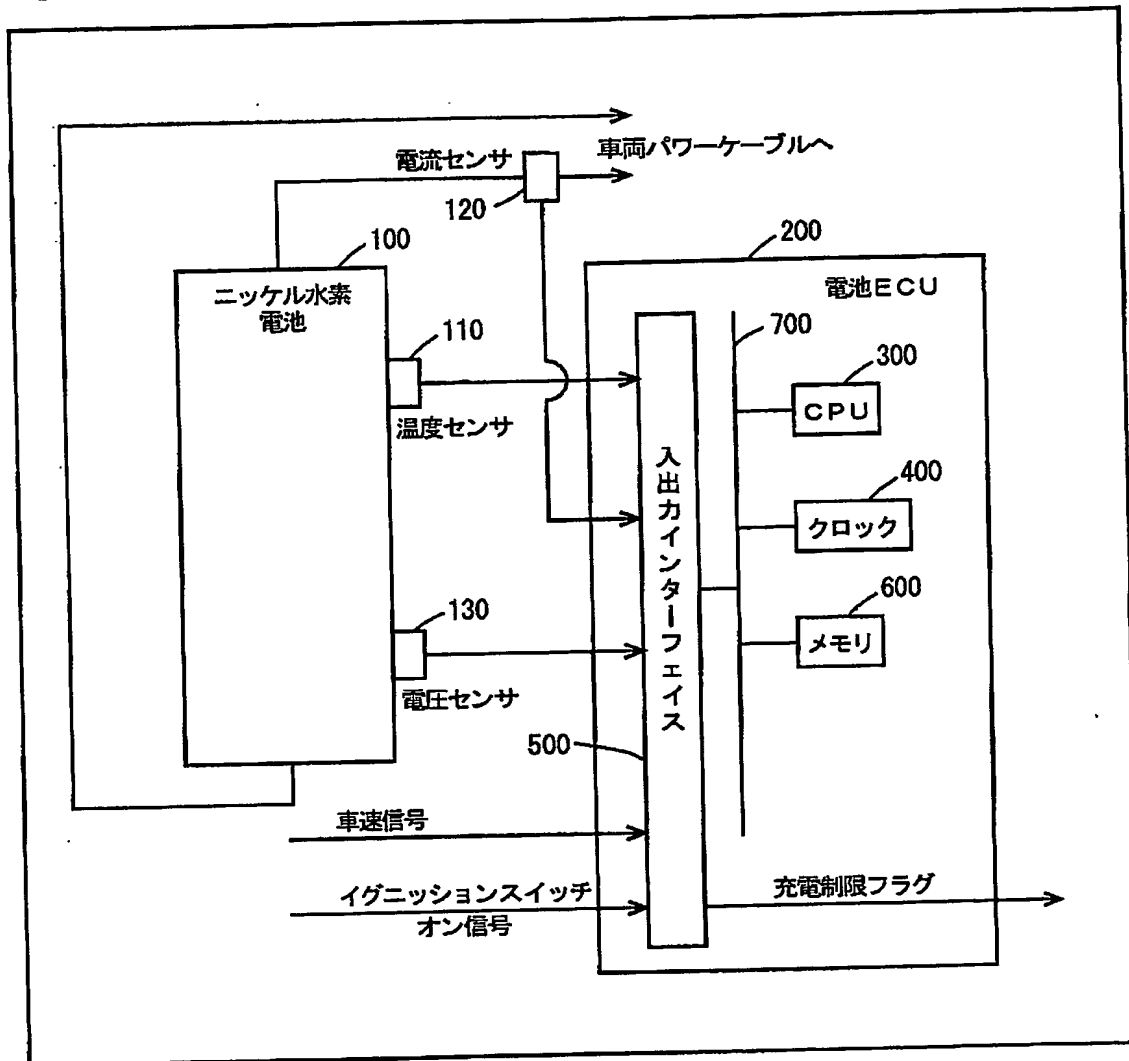 車両パワーケーブルへ
電流センサ
120
100
200
ニッケル水素
電池
電池ECU
110
700
300
CPU
温度センサ
入出力インターフェイス
400
クロック
130
600
メモリ
電圧センサ
500
車速信号
イグニッションスイッチ
オン信号
充電制限フラグ